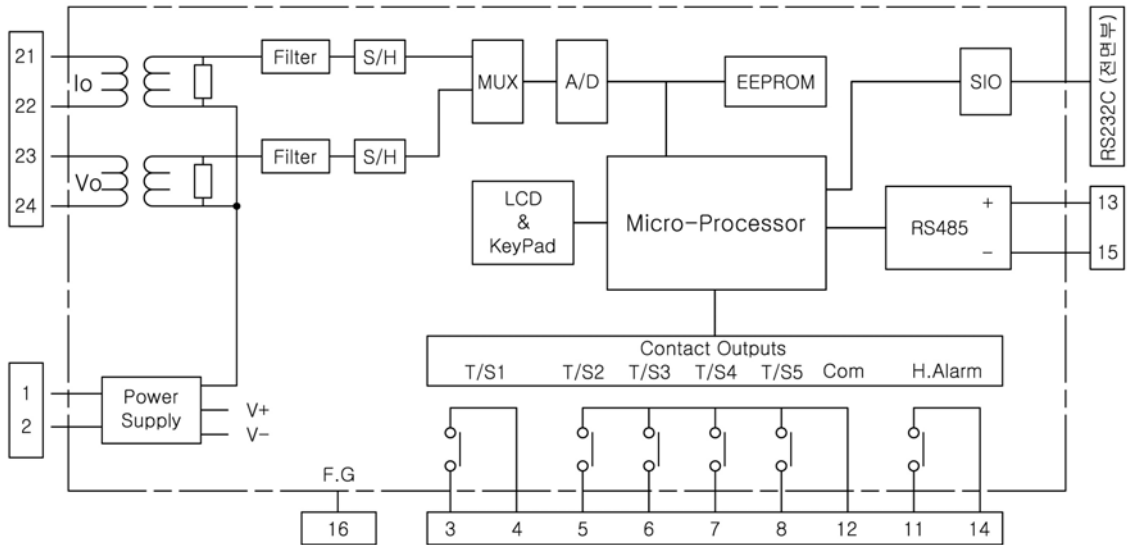 21
Io
22
23
Vo
24
Filter
S/H
Filter
S/H
MUX
A/D
EEPROM
SIO
RS232C (전면부)
LCD
&
KeyPad
Micro-Processor
RS485
+
-
13
15
Contact Outputs
T/S1 T/S2 T/S3 T/S4 T/S5 Com H.Alarm
1
2
Power
Supply
V+
V-
F.G
16
3 4 5 6 7 8 12 11 14